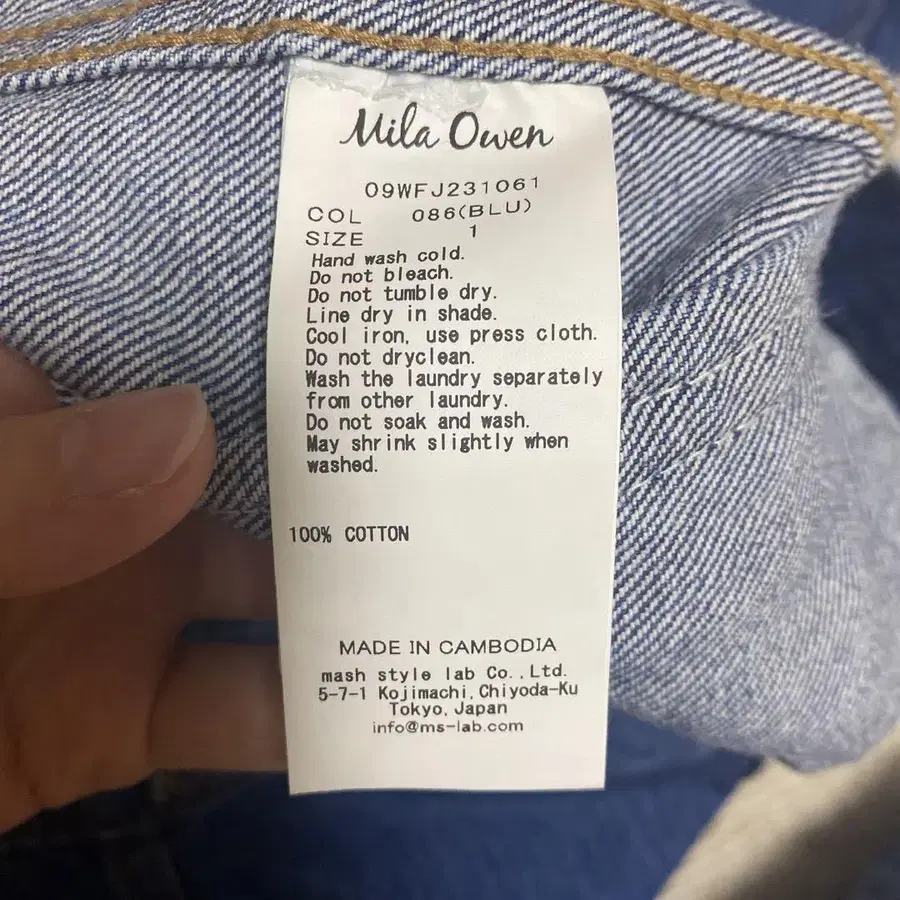 Mila Owen
09WFJ231061
COL 086(BLU)
SIZE 1
Hand wash cold.
Do not bleach.
Do not tumble dry.
Line dry in shade.
Cool iron, use press cloth.
Do not dryclean.
Wash the laundry separately
from other laundry.
Do not soak and wash.
May shrink slightly when
washed.
100% COTTON
MADE IN CAMBODIA
mash style lab Co.,Ltd.
5-7-1 Kojimachi,Chiyoda-Ku
Tokyo,Japan
info@ms-lab.com